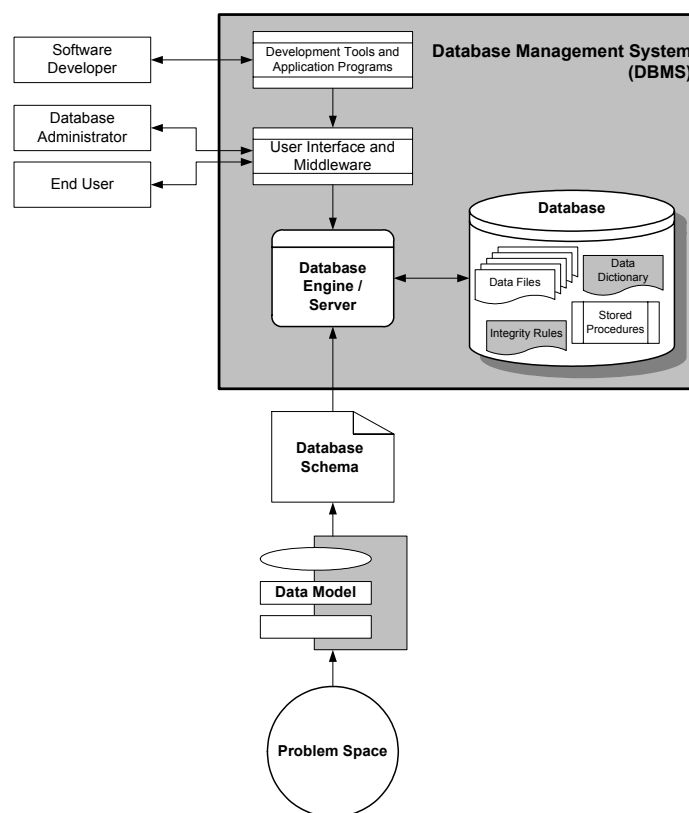 Software
Developer
Development Tools and
Application Programs
Database Management System
(DBMS)
Database
Administrator
User Interface and
Middleware
End User
Database
Engine /
Server
Database
Data Files
Data
Dictionary
Integrity Rules
Stored
Procedures
Database
Schema
Data Model
Problem Space